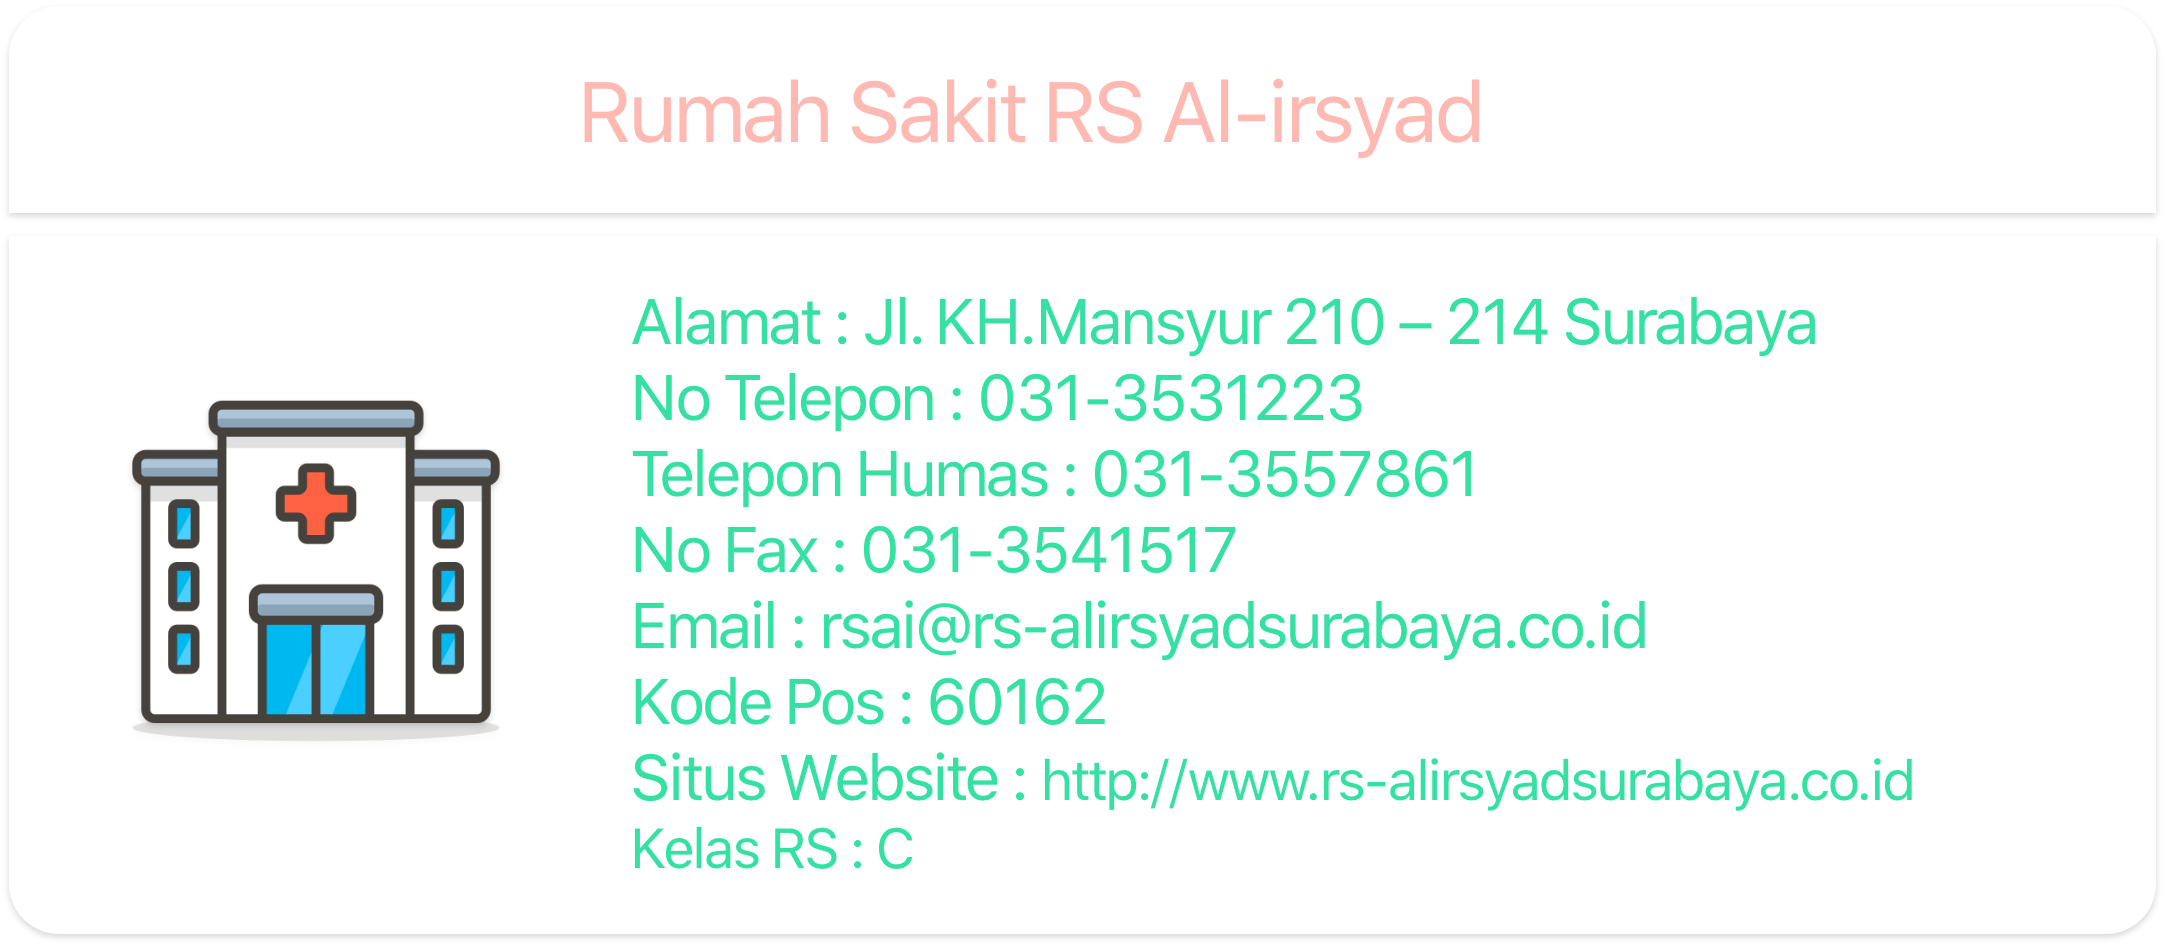 Rumah Sakit RS Al-irsyad
Alamat : Jl. KH.Mansyur 210 – 214 Surabaya
No Telepon : 031-3531223
Telepon Humas : 031-3557861
No Fax : 031-3541517
Email : rsai@rs-alirsyadsurabaya.co.id
Kode Pos : 60162
Situs Website : http://www.rs-alirsyadsurabaya.co.id
Kelas RS : C